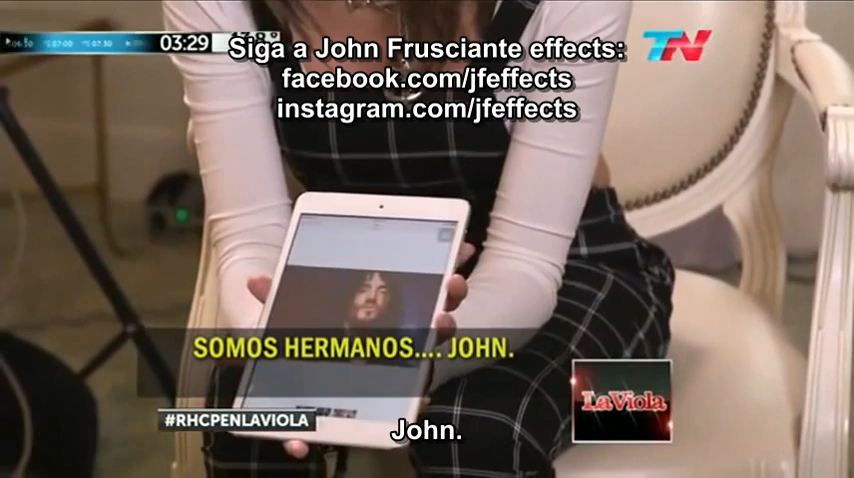 03:29
TN
Siga a John Frusciante effects:
facebook.com/jfeffects
instagram.com/jfeffects
SOMOS HERMANOS.... JOHN.
LaViola
#RHCPENLAVIOLA
John.